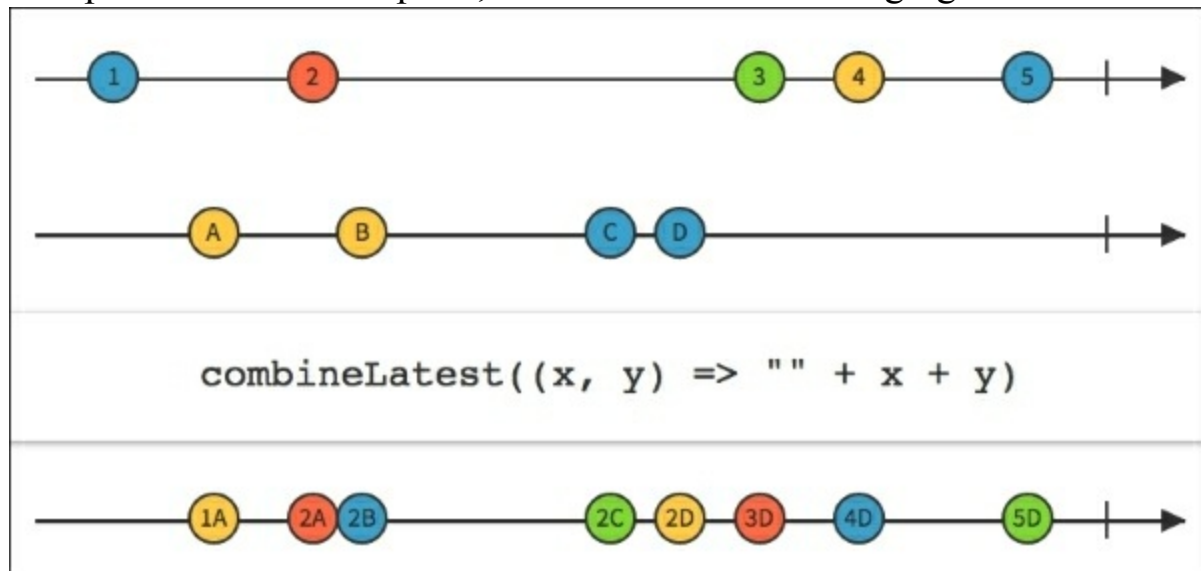 1 2 3 4 5
A B C D
combineLatest((x, y) => "" + x + y)
1A 2A 2B 2C 2D 3D 4D 5D